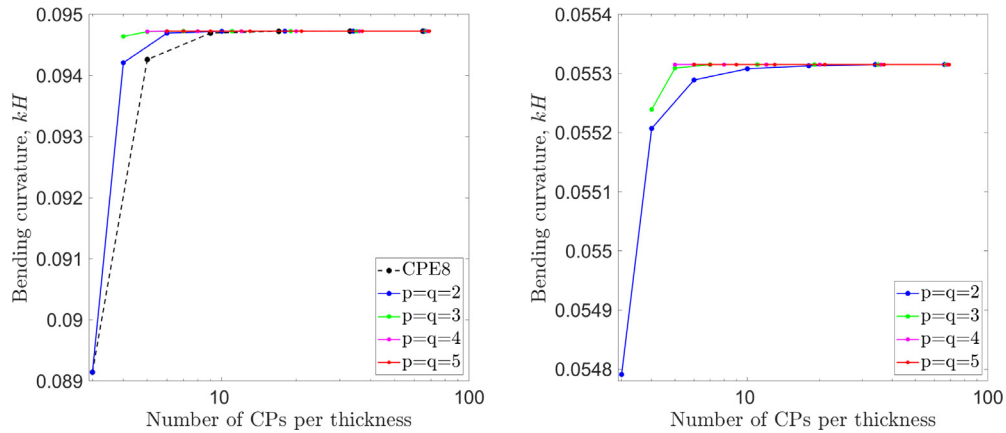 0.095
0.094
0.093
0.092
0.091
0.09
0.089
Bending curvature, kH
10
100
Number of CPs per thickness
CPE8
p=q=2
p=q=3
p=q=4
p=q=5
0.0554
0.0553
0.0552
0.0551
0.055
0.0549
0.0548
Bending curvature, kH
10
100
Number of CPs per thickness
p=q=2
p=q=3
p=q=4
p=q=5